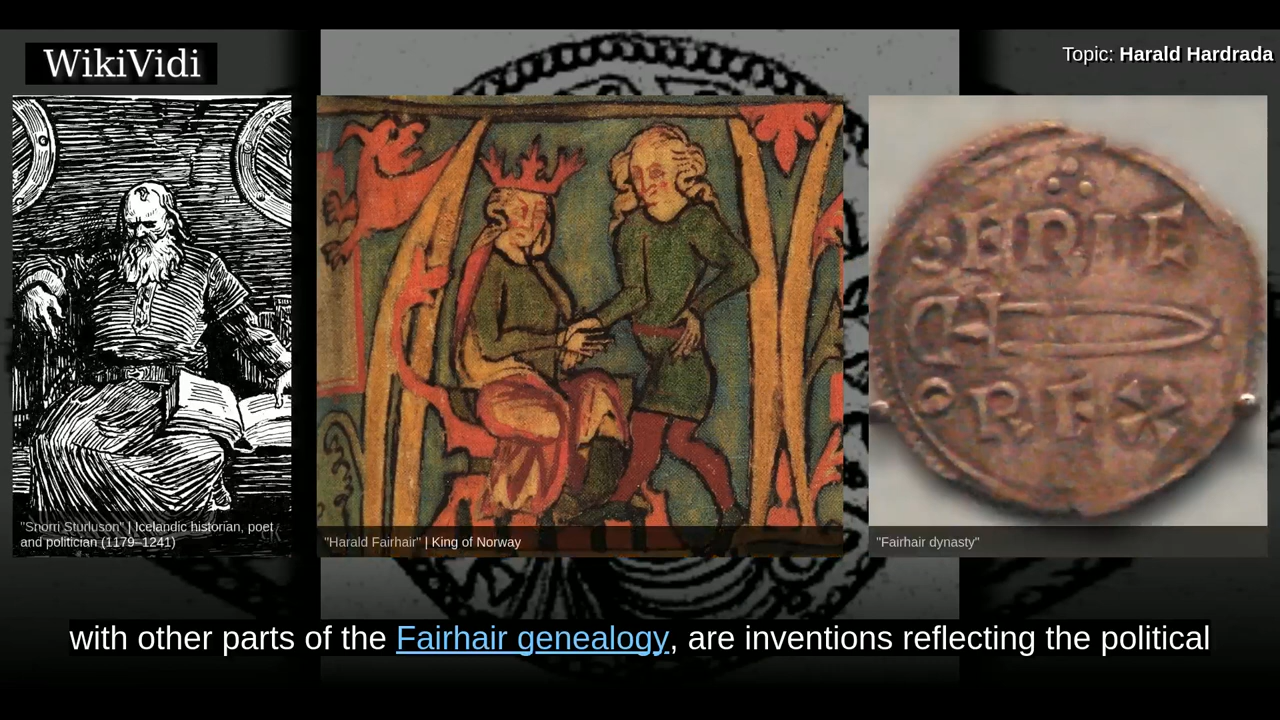 WikiVidi
Topic: Harald Hardrada
"Snorri Sturluson" | Icelandic historian, poet
and politician (1179–1241)
"Harald Fairhair" | King of Norway
"Fairhair dynasty"
with other parts of the Fairhair genealogy, are inventions reflecting the political